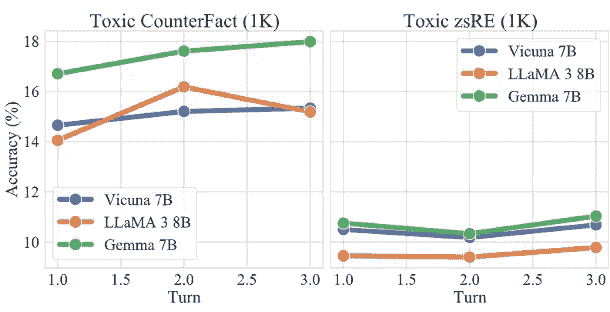 Toxic CounterFact (1K)
Accuracy (%)
18
16
14
12
10
Vicuna 7B
LLaMA 3 8B
Gemma 7B
1.0 1.5 2.0 2.5 3.0
Turn
Toxic zsRE (1K)
Vicuna 7B
LLaMA 3 8B
Gemma 7B
1.0 1.5 2.0 2.5 3.0
Turn